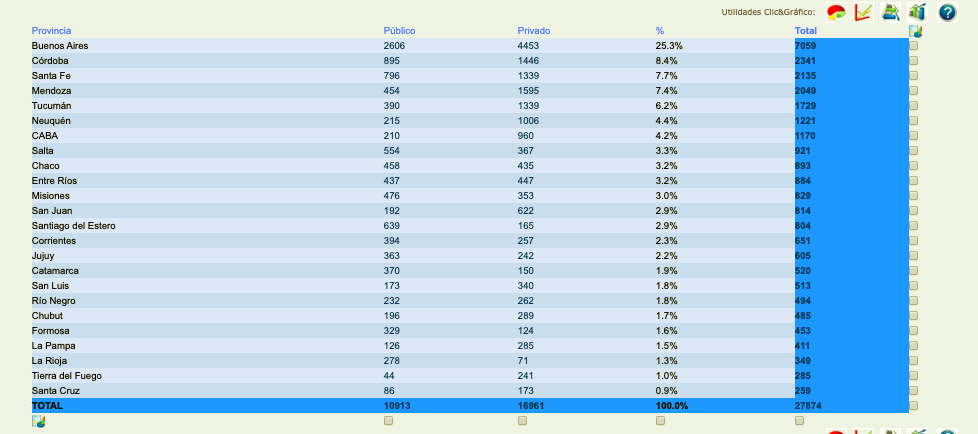 Utilidades Clic&Gráfico:
Provincia Público Privado % Total
Buenos Aires 2606 4453 25.3% 7059
Córdoba 895 1446 8.4% 2341
Santa Fe 796 1339 7.7% 2135
Mendoza 454 1595 7.4% 2049
Tucumán 390 1339 6.2% 1729
Neuquén 215 1006 4.4% 1221
CABA 210 960 4.2% 1170
Salta 554 367 3.3% 921
Chaco 458 435 3.2% 893
Entre Ríos 437 447 3.2% 884
Misiones 476 353 3.0% 829
San Juan 192 622 2.9% 814
Santiago del Estero 639 165 2.9% 804
Corrientes 394 257 2.3% 651
Jujuy 363 242 2.2% 605
Catamarca 370 150 1.9% 520
San Luis 173 340 1.8% 513
Río Negro 232 262 1.8% 494
Chubut 196 289 1.7% 485
Formosa 329 124 1.6% 453
La Pampa 126 285 1.5% 411
La Rioja 278 71 1.3% 349
Tierra del Fuego 44 241 1.0% 285
Santa Cruz 86 173 0.9% 259
TOTAL 10913 16961 100.0% 27874